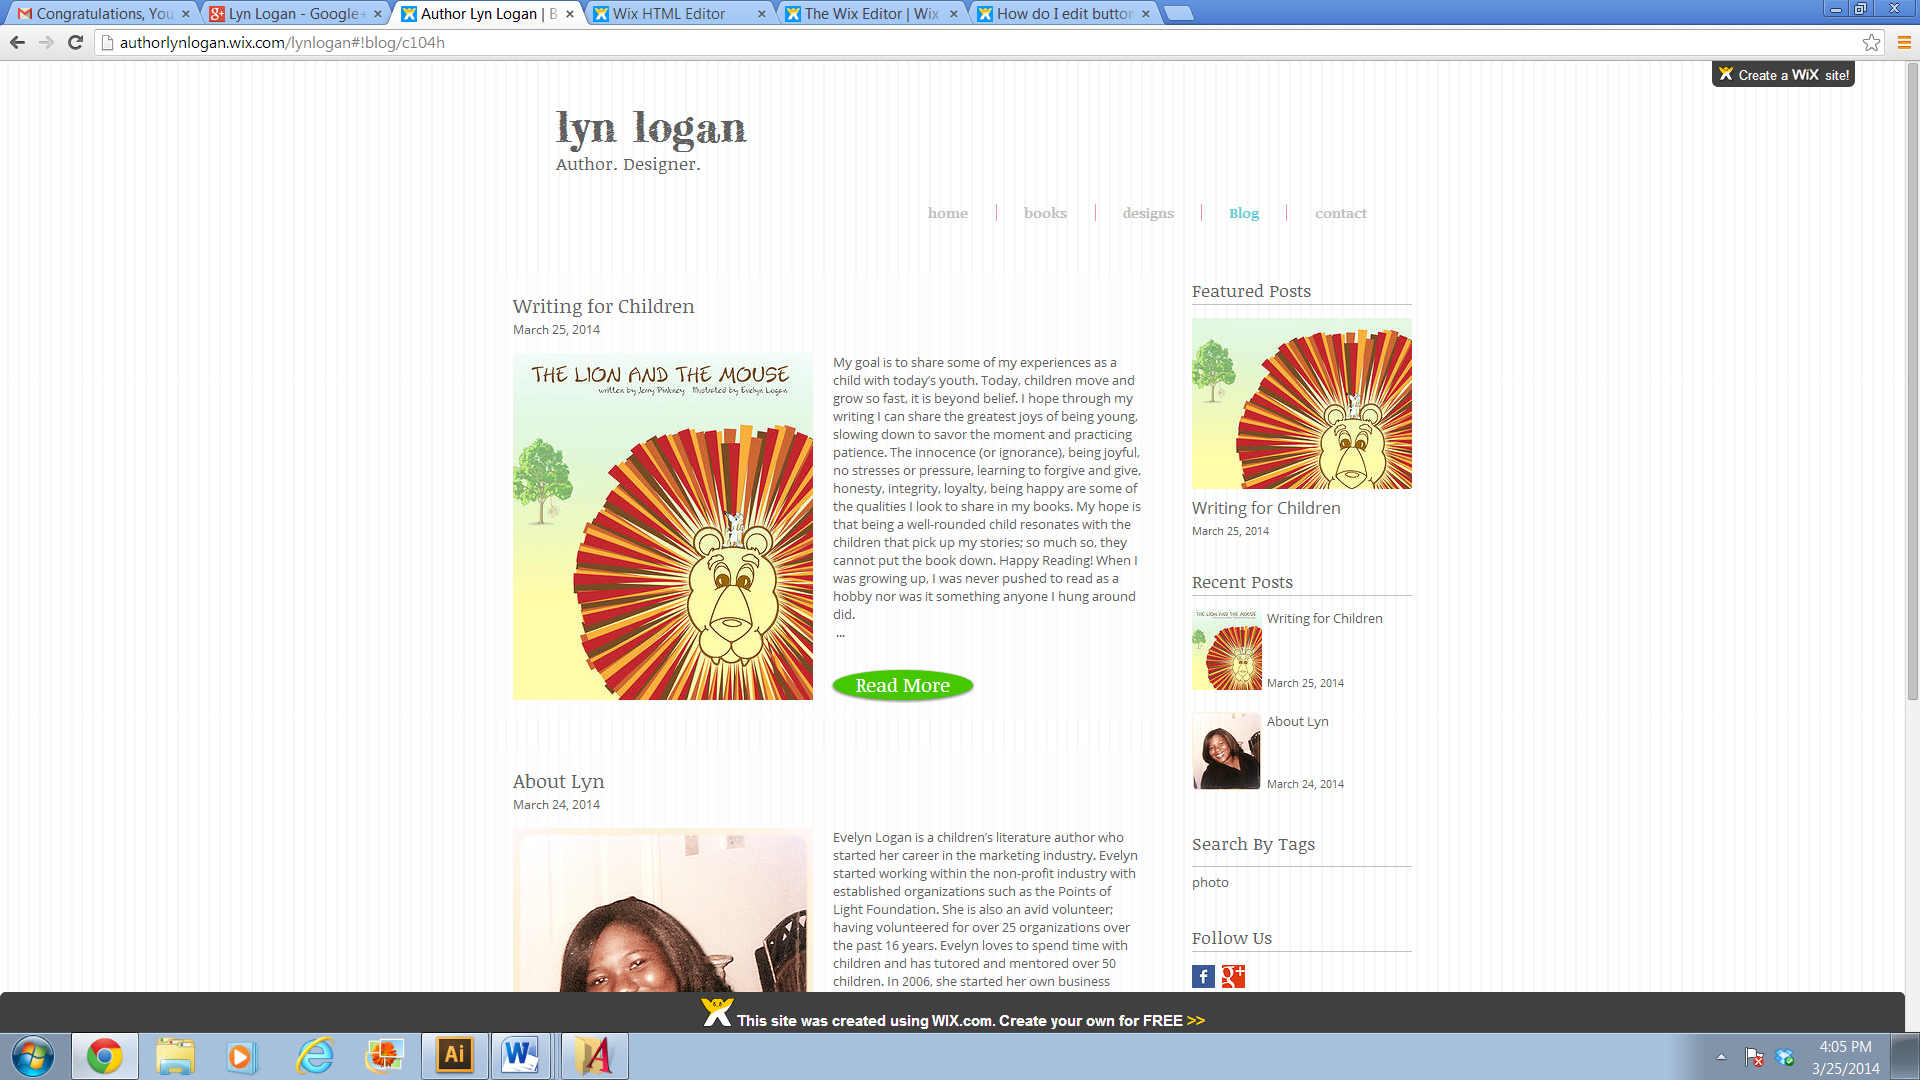 Congratulations, You
Lyn Logan - Google+
Author Lyn Logan | B
Wix HTML Editor
The Wix Editor | Wix
How do I edit button
authorlynlogan.wix.com/lynlogan#!blog/c104h
Create a WiX site!
lyn logan
Author. Designer.
home
books
designs
Blog
contact
Writing for Children
March 25, 2014
THE LION AND THE MOUSE
written by Jerry Pinkney Illustrated by Evelyn Logan
My goal is to share some of my experiences as a
child with today's youth. Today, children move and
grow so fast, it is beyond belief. I hope through my
writing I can share the greatest joys of being young,
slowing down to savor the moment and practicing
patience. The innocence (or ignorance), being joyful,
no stresses or pressure, learning to forgive and give,
honesty, integrity, loyalty, being happy are some of
the qualities I look to share in my books. My hope is
that being a well-rounded child resonates with the
children that pick up my stories; so much so, they
cannot put the book down. Happy Reading! When I
was growing up, I was never pushed to read as a
hobby nor was it something anyone I hung around
did.
...
Read More
About Lyn
March 24, 2014
Evelyn Logan is a children's literature author who
started her career in the marketing industry. Evelyn
started working within the non-profit industry with
established organizations such as the Points of
Light Foundation. She is also an avid volunteer;
having volunteered for over 25 organizations over
the past 16 years. Evelyn loves to spend time with
children and has tutored and mentored over 50
children. In 2006, she started her own business
Featured Posts
Writing for Children
March 25, 2014
Recent Posts
THE LION AND THE MOUSE
Writing for Children
March 25, 2014
About Lyn
March 24, 2014
Search By Tags
photo
Follow Us
f
g+
This site was created using WIX.com. Create your own for FREE >>
Ai
W
A
4:05 PM
3/25/2014